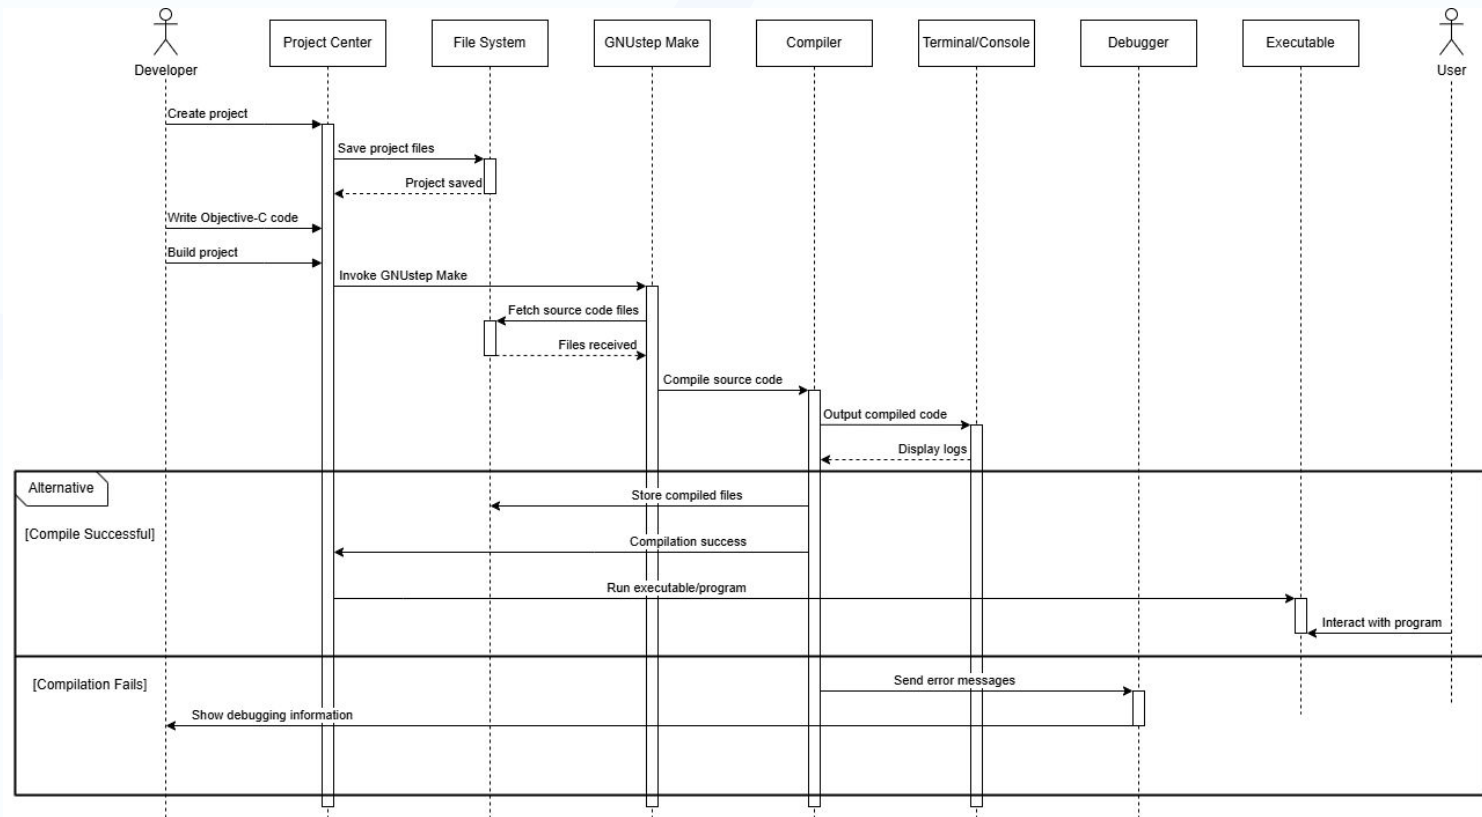 Project Center
File System
GNUstep Make
Compiler
Terminal/Console
Debugger
Executable
Developer
User
Create project
Save project files
Project saved
Write Objective-C code
Build project
Invoke GNUstep Make
Fetch source code files
Files received
Compile source code
Output compiled code
Display logs
Alternative
Store compiled files
[Compile Successful]
Compilation success
Run executable/program
Interact with program
[Compilation Fails]
Send error messages
Show debugging information